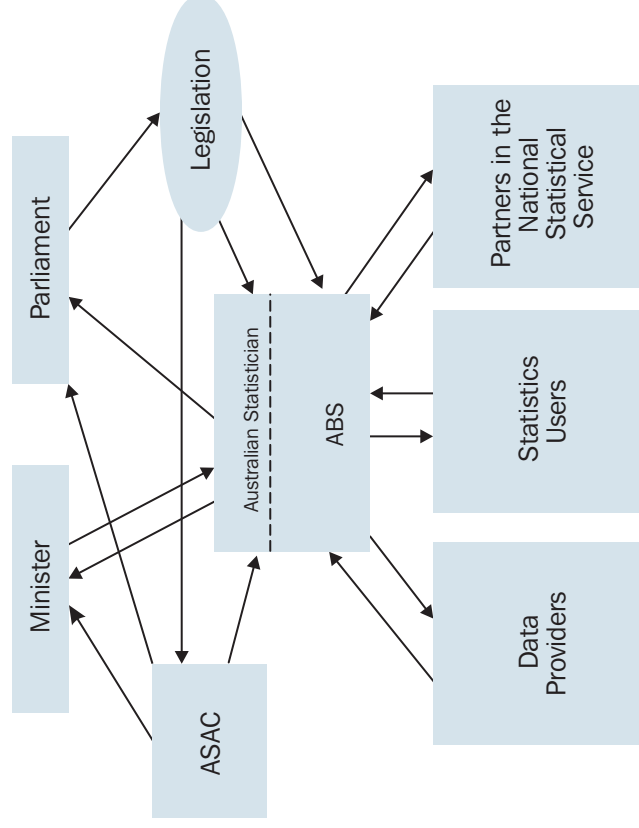 Minister
Parliament
Legislation
ASAC
Australian Statistician
ABS
Data
Providers
Statistics
Users
Partners in the
National
Statistical
Service